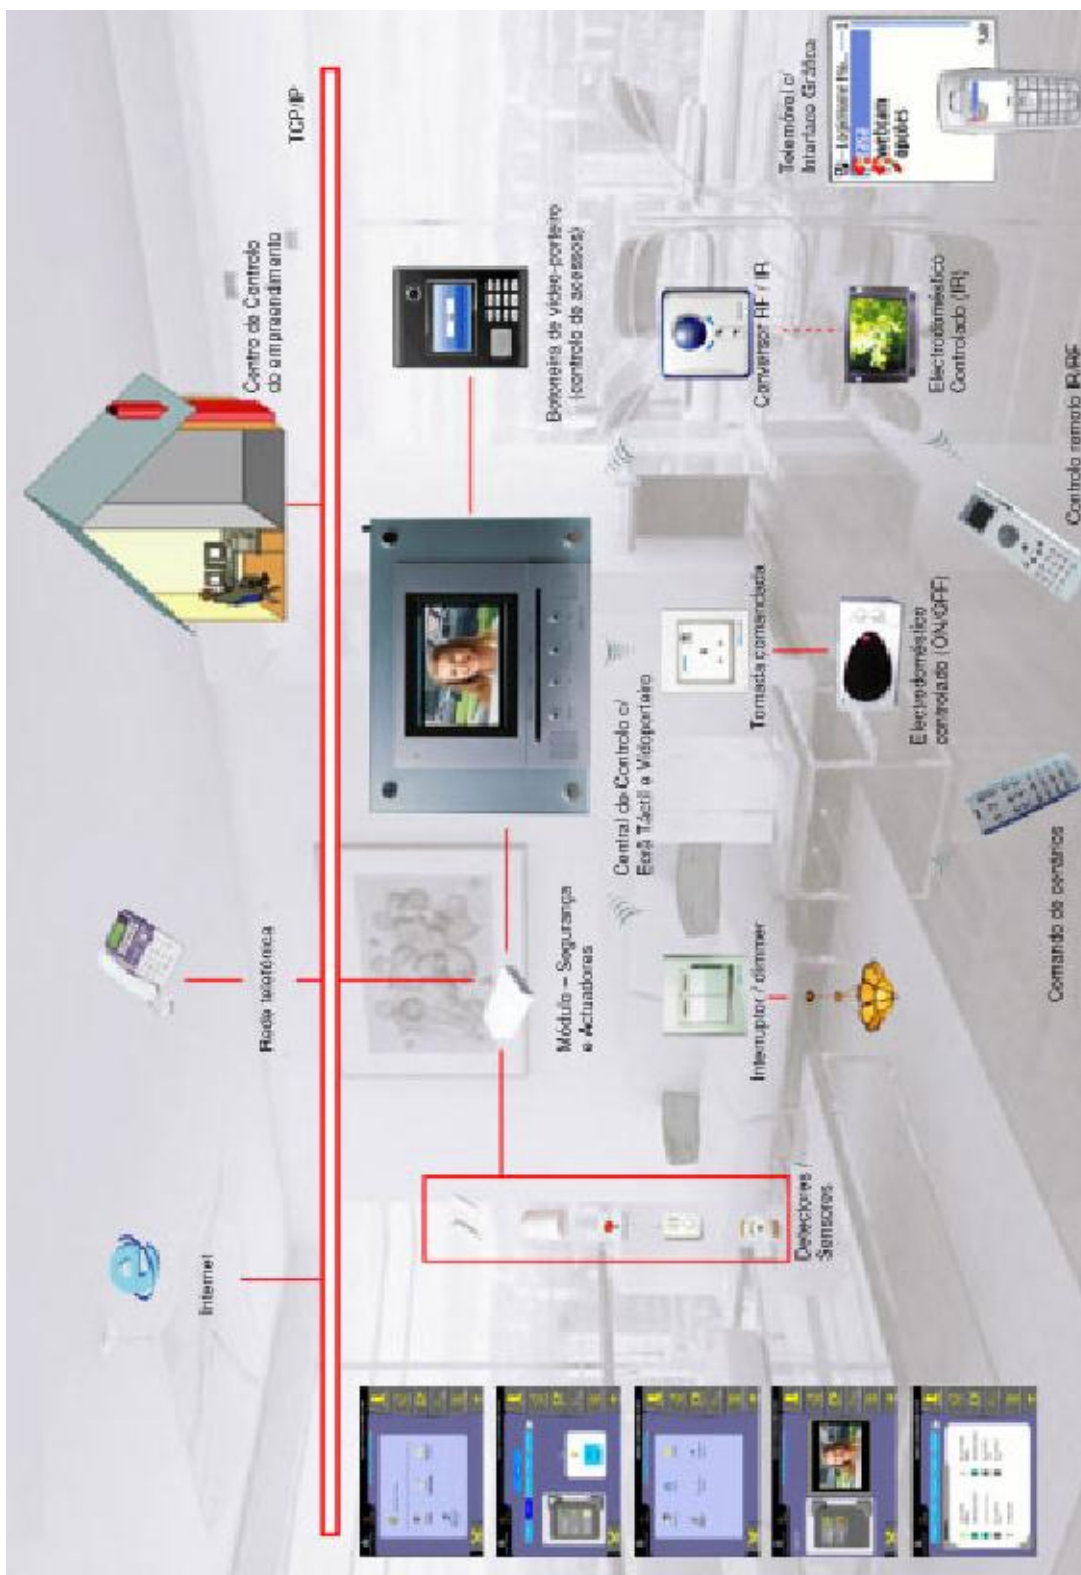 Internet
Rede telefónica
Centro de Controlo
do empreendimento
TCP/IP
Módulo – Segurança
e Actuadores
Central de Controlo c/
Ecrã Táctil e Videoporteiro
Botoneira de vídeo-porteiro
(controlo de acessos)
Detectores /
Sensores
Interruptor / dimmer
Tomada comandada
Conversor RF / IR
Telemóvel c/
Interface Gráfica
webcam
opções
Electrodoméstico
controlado (ON/OFF)
Electrodoméstico
Controlado (IR)
Comando de cenários
Controlo remoto IR/RF